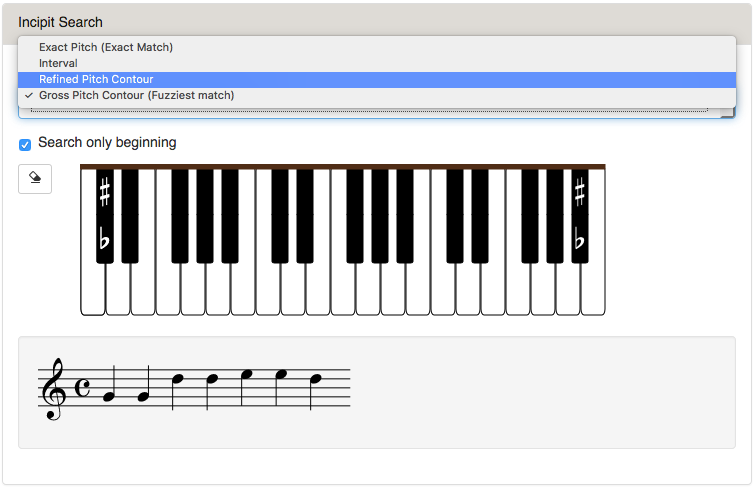 Incipit Search
Exact Pitch (Exact Match)
Interval
Refined Pitch Contour
✓ Gross Pitch Contour (Fuzziest match)
Search only beginning
♯ ♯
♭ ♭